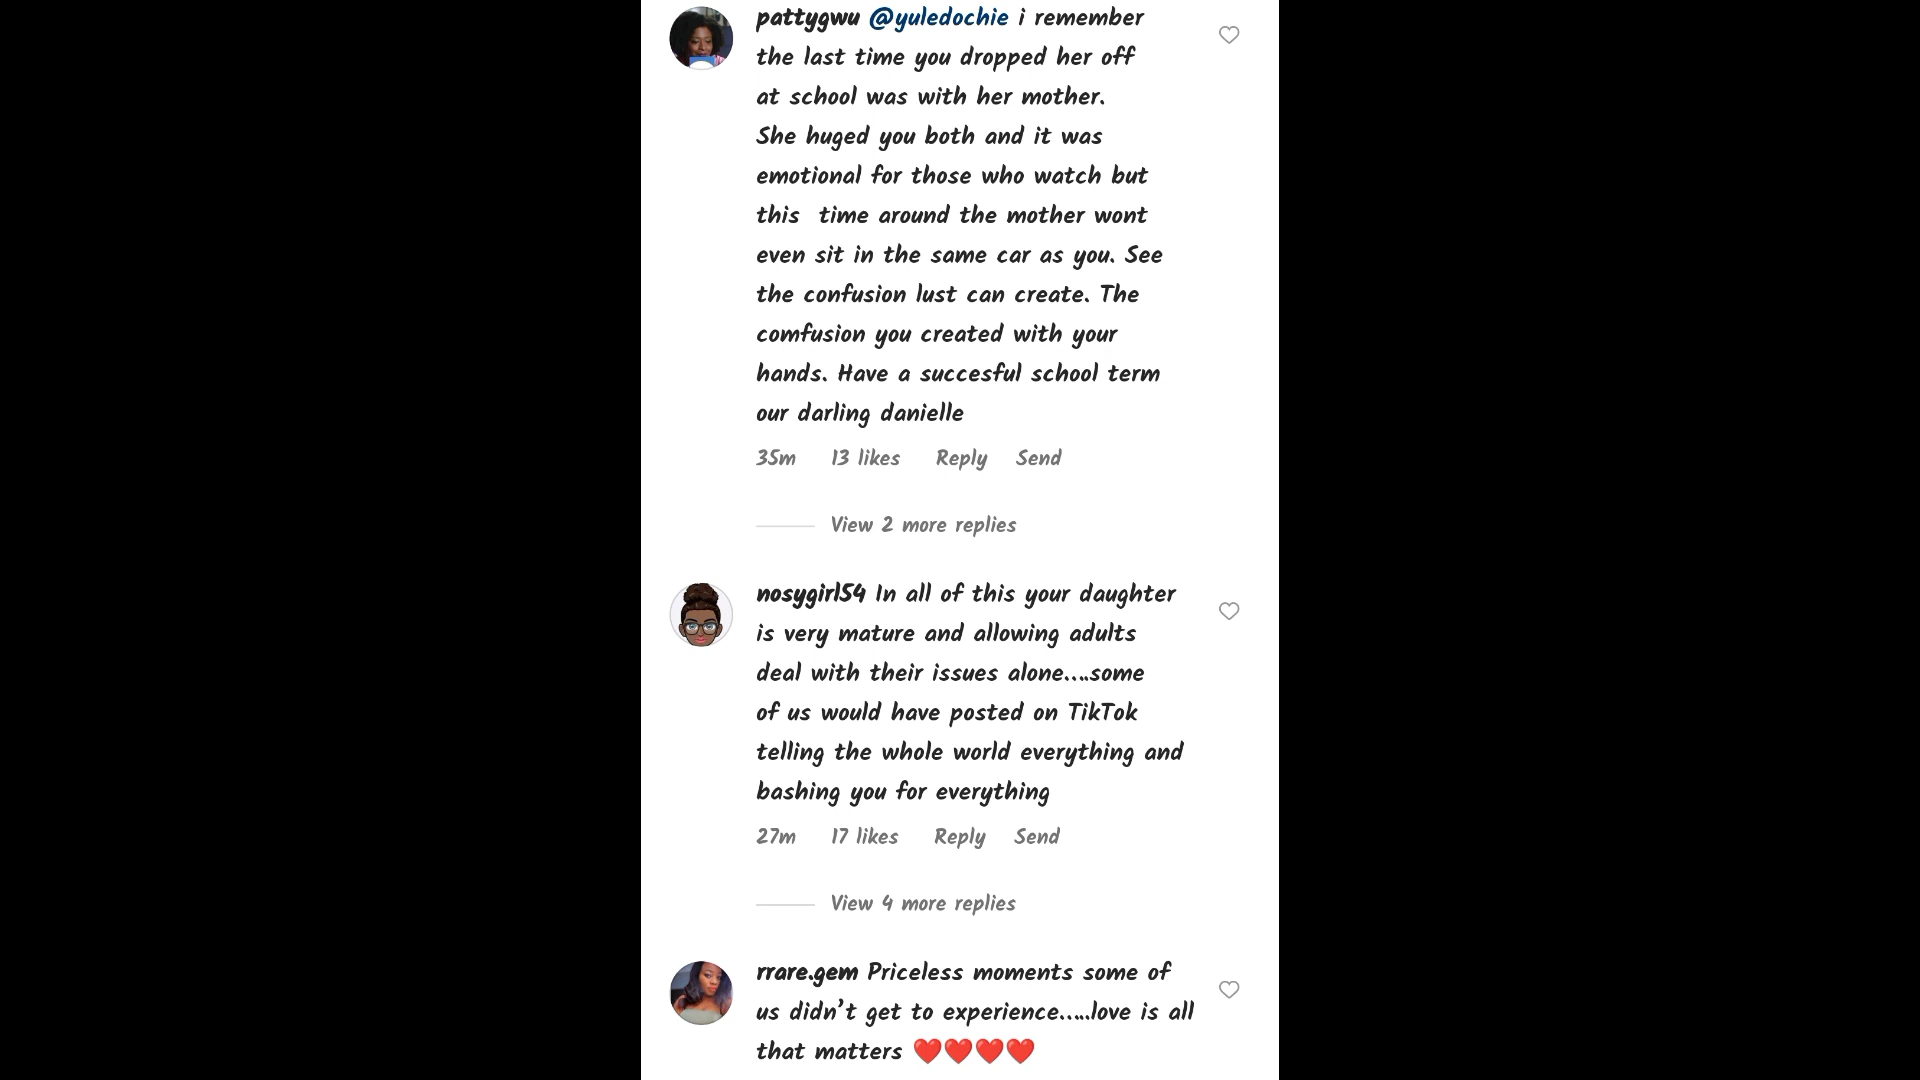 pattygwu @yuledochie i remember
the last time you dropped her off
at school was with her mother.
She huged you both and it was
emotional for those who watch but
this  time around the mother wont
even sit in the same car as you. See
the confusion lust can create. The
comfusion you created with your
hands. Have a succesful school term
our darling danielle
35m 13 likes Reply Send
View 2 more replies
nosygirl54 In all of this your daughter
is very mature and allowing adults
deal with their issues alone....some
of us would have posted on TikTok
telling the whole world everything and
bashing you for everything
27m 17 likes Reply Send
View 4 more replies
rrare.gem Priceless moments some of
us didn't get to experience.....love is all
that matters ❤️❤️❤️❤️